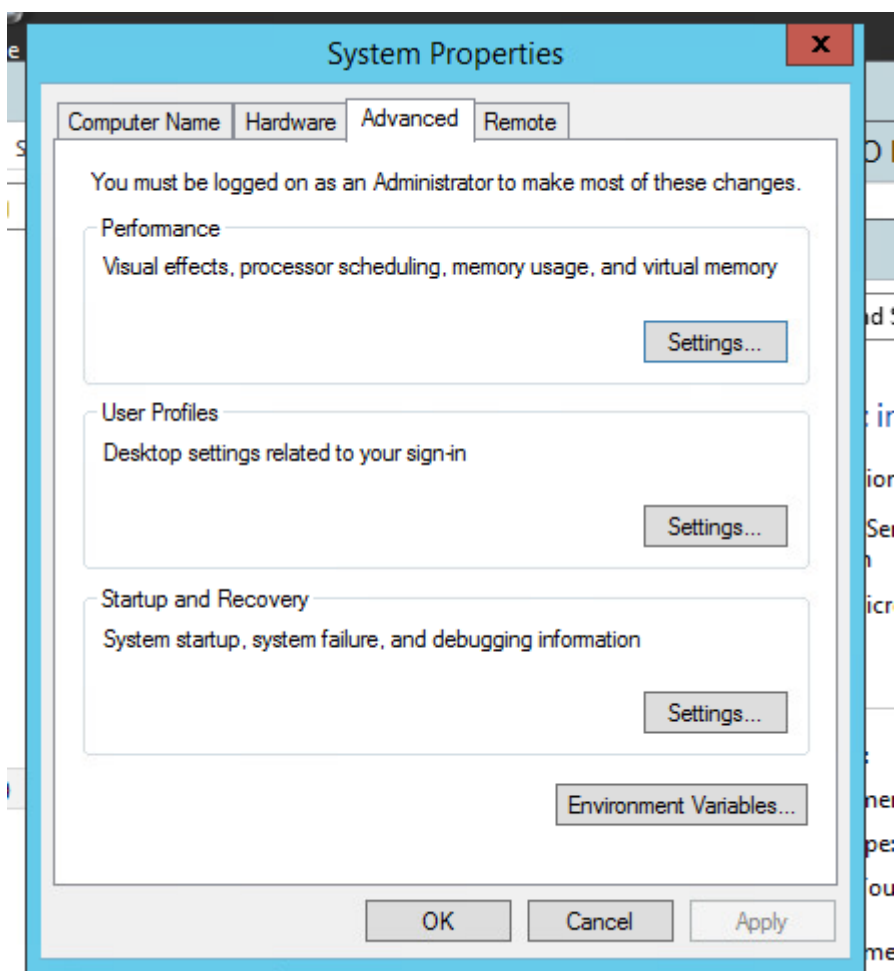 System Properties
x
Computer Name Hardware Advanced Remote
You must be logged on as an Administrator to make most of these changes.
Performance
Visual effects, processor scheduling, memory usage, and virtual memory
Settings...
User Profiles
Desktop settings related to your sign-in
Settings...
Startup and Recovery
System startup, system failure, and debugging information
Settings...
Environment Variables...
OK Cancel Apply